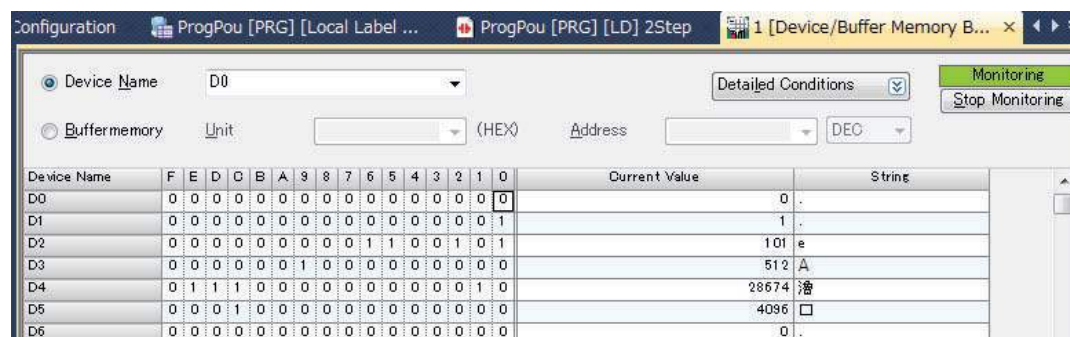 Configuration ProgPou [PRG] [Local Label ... ProgPou [PRG] [LD] 2Step 1 [Device/Buffer Memory B... ×
Device Name D0 Detailed Conditions Monitoring
Stop Monitoring
Buffermemory Unit (HEX) Address DEC
Device Name F E D C B A 9 8 7 6 5 4 3 2 1 0 Current Value String
D0 0 0 0 0 0 0 0 0 0 0 0 0 0 0 0 0 0 .
D1 0 0 0 0 0 0 0 0 0 0 0 0 0 0 0 1 1 .
D2 0 0 0 0 0 0 0 0 0 1 1 0 0 1 0 1 101 e
D3 0 0 0 0 0 0 1 0 0 0 0 0 0 0 0 0 512 A
D4 0 1 1 1 0 0 0 0 0 0 0 0 0 0 1 0 28674
D5 0 0 0 1 0 0 0 0 0 0 0 0 0 0 0 0 4096 □
D6 0 0 0 0 0 0 0 0 0 0 0 0 0 0 0 0 0 .